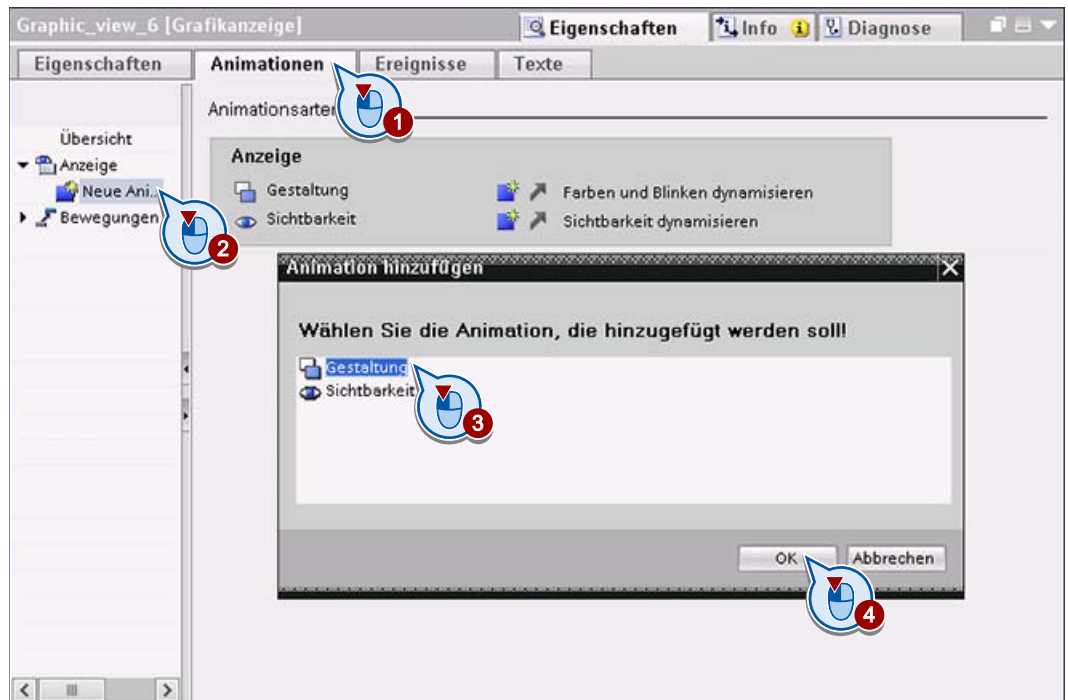 Graphic_view_6 [Grafikanzeige]
Eigenschaften
Info
Diagnose
Eigenschaften
Animationen
Ereignisse
Texte
Animationsarten
1
Übersicht
Anzeige
Neue Ani..
Bewegungen
2
Anzeige
Gestaltung
Farben und Blinken dynamisieren
Sichtbarkeit
Sichtbarkeit dynamisieren
Animation hinzufügen
Wählen Sie die Animation, die hinzugefügt werden soll!
Gestaltung
Sichtbarkeit
3
OK
Abbrechen
4